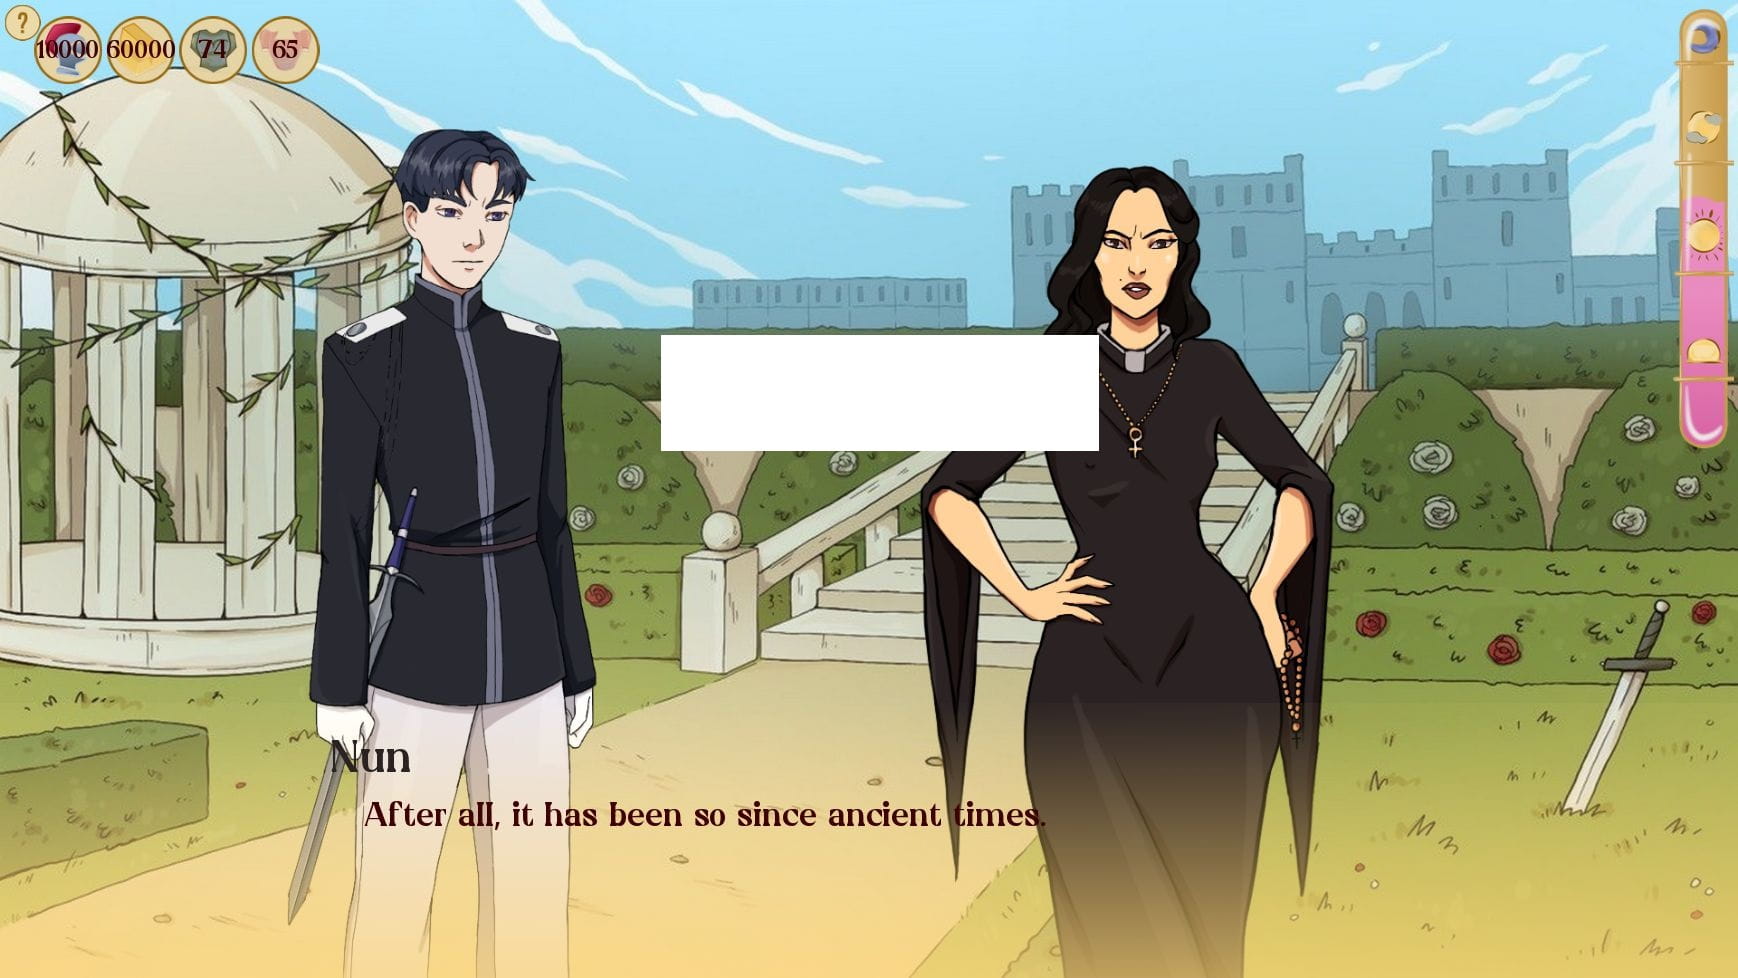 ?
10000 60000 74 65
Nun
After all, it has been so since ancient times.